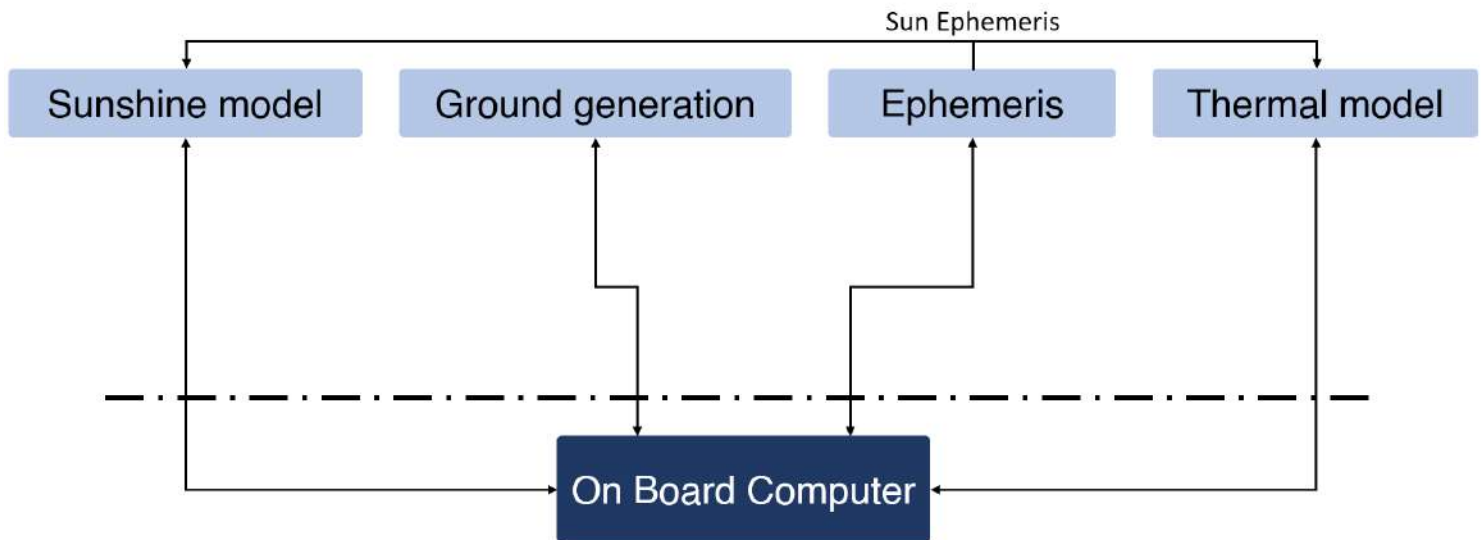 Sun Ephemeris
Sunshine model
Ground generation
Ephemeris
Thermal model
On Board Computer